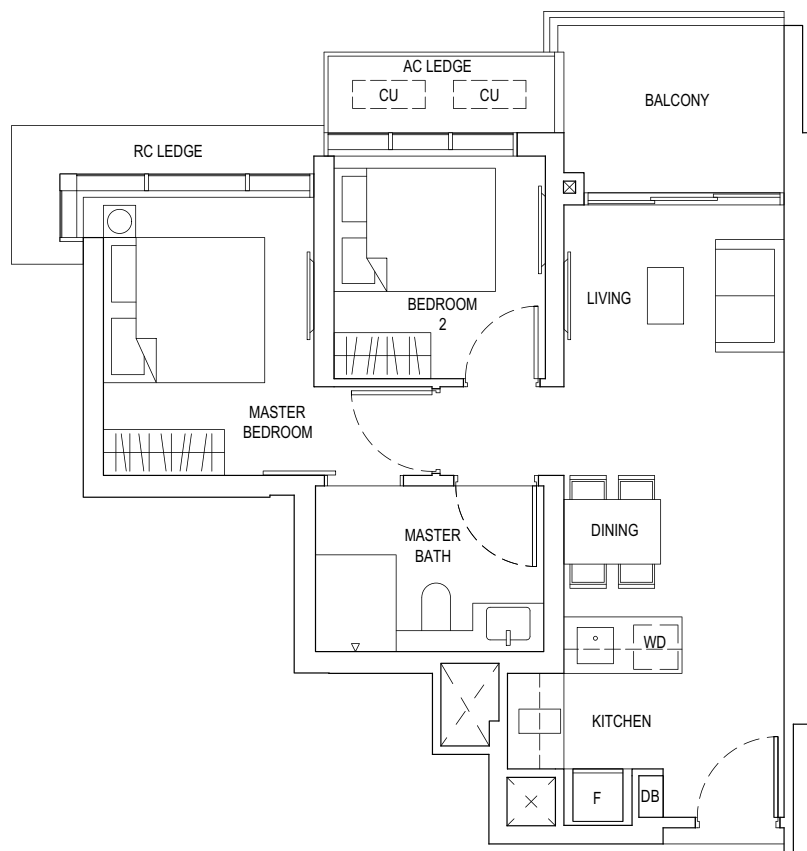 AC LEDGE
CU
CU
BALCONY
RC LEDGE
LIVING
BEDROOM
2
MASTER
BEDROOM
DINING
MASTER
BATH
WD
KITCHEN
F
DB